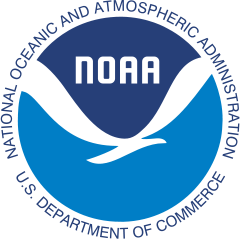 NATIONAL OCEANIC AND ATMOSPHERIC ADMINISTRATION
NOAA
U.S. DEPARTMENT OF COMMERCE